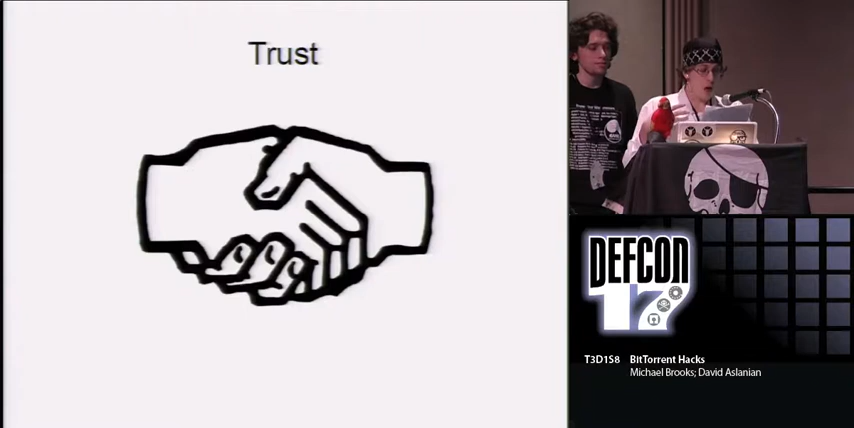 Trust
DEFCON
17
T3D1S8 BitTorrent Hacks
Michael Brooks; David Aslanian